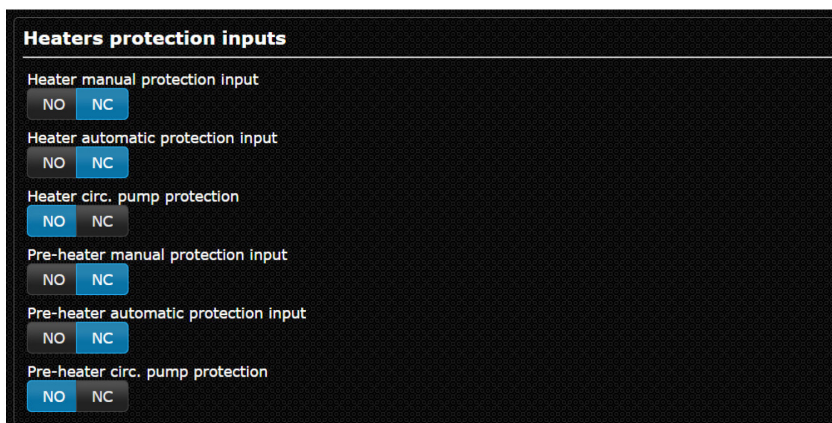 Heaters protection inputs
Heater manual protection input
NO NC
Heater automatic protection input
NO NC
Heater circ. pump protection
NO NC
Pre-heater manual protection input
NO NC
Pre-heater automatic protection input
NO NC
Pre-heater circ. pump protection
NO NC